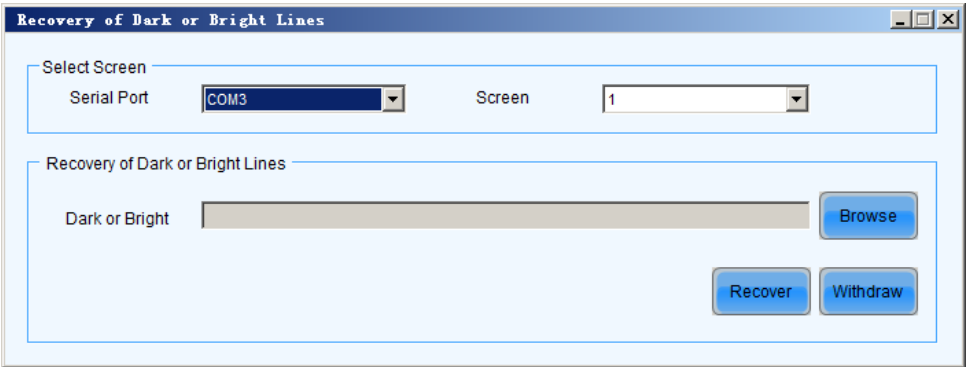 Recovery of Dark or Bright Lines
Select Screen
Serial Port COM3 Screen 1
Recovery of Dark or Bright Lines
Dark or Bright Browse
Recover Withdraw